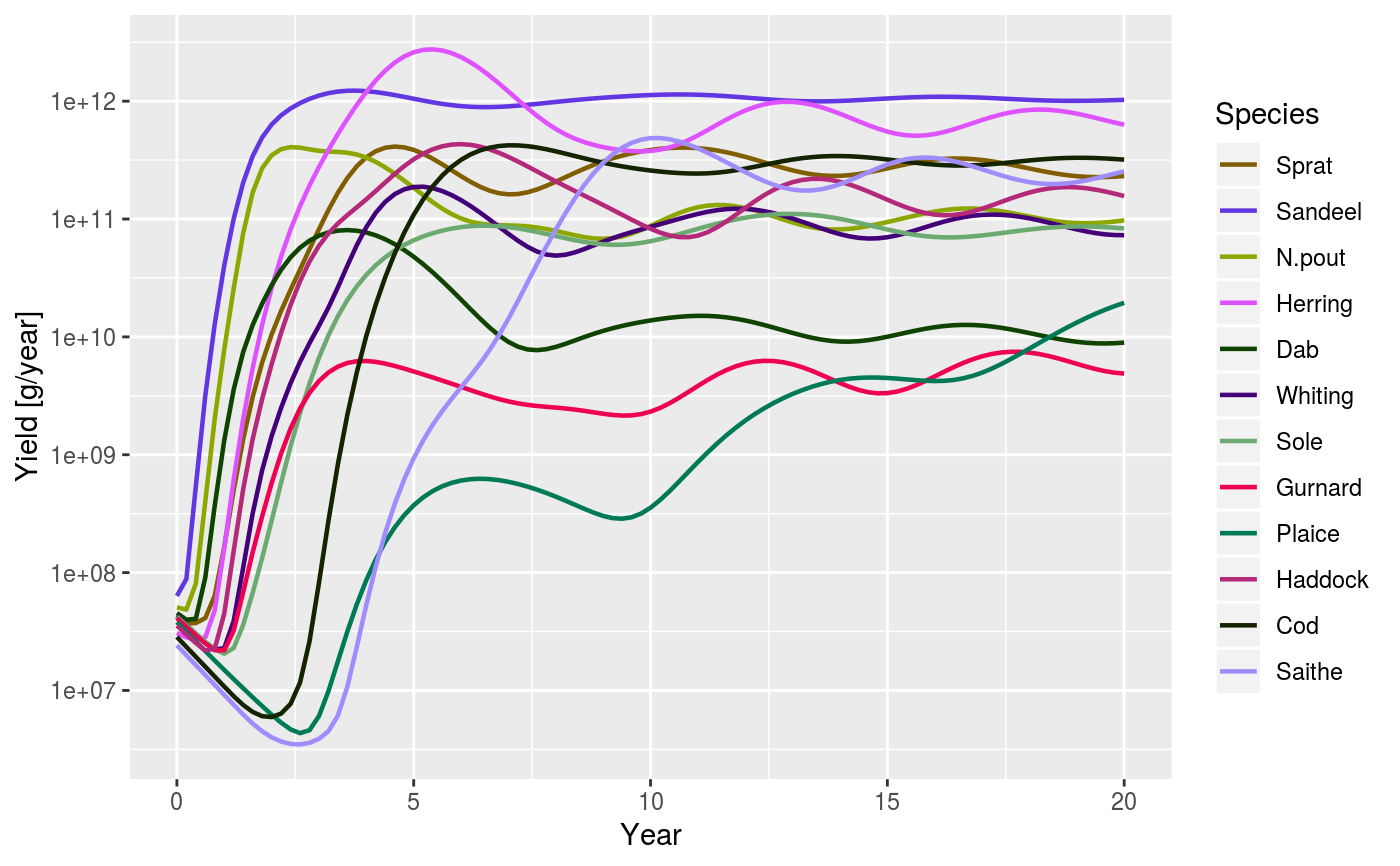 1e+12
1e+11
1e+10
1e+09
1e+08
1e+07
Yield [g/year]
0 5 10 15 20
Year
Species
Sprat
Sandeel
N.pout
Herring
Dab
Whiting
Sole
Gurnard
Plaice
Haddock
Cod
Saithe